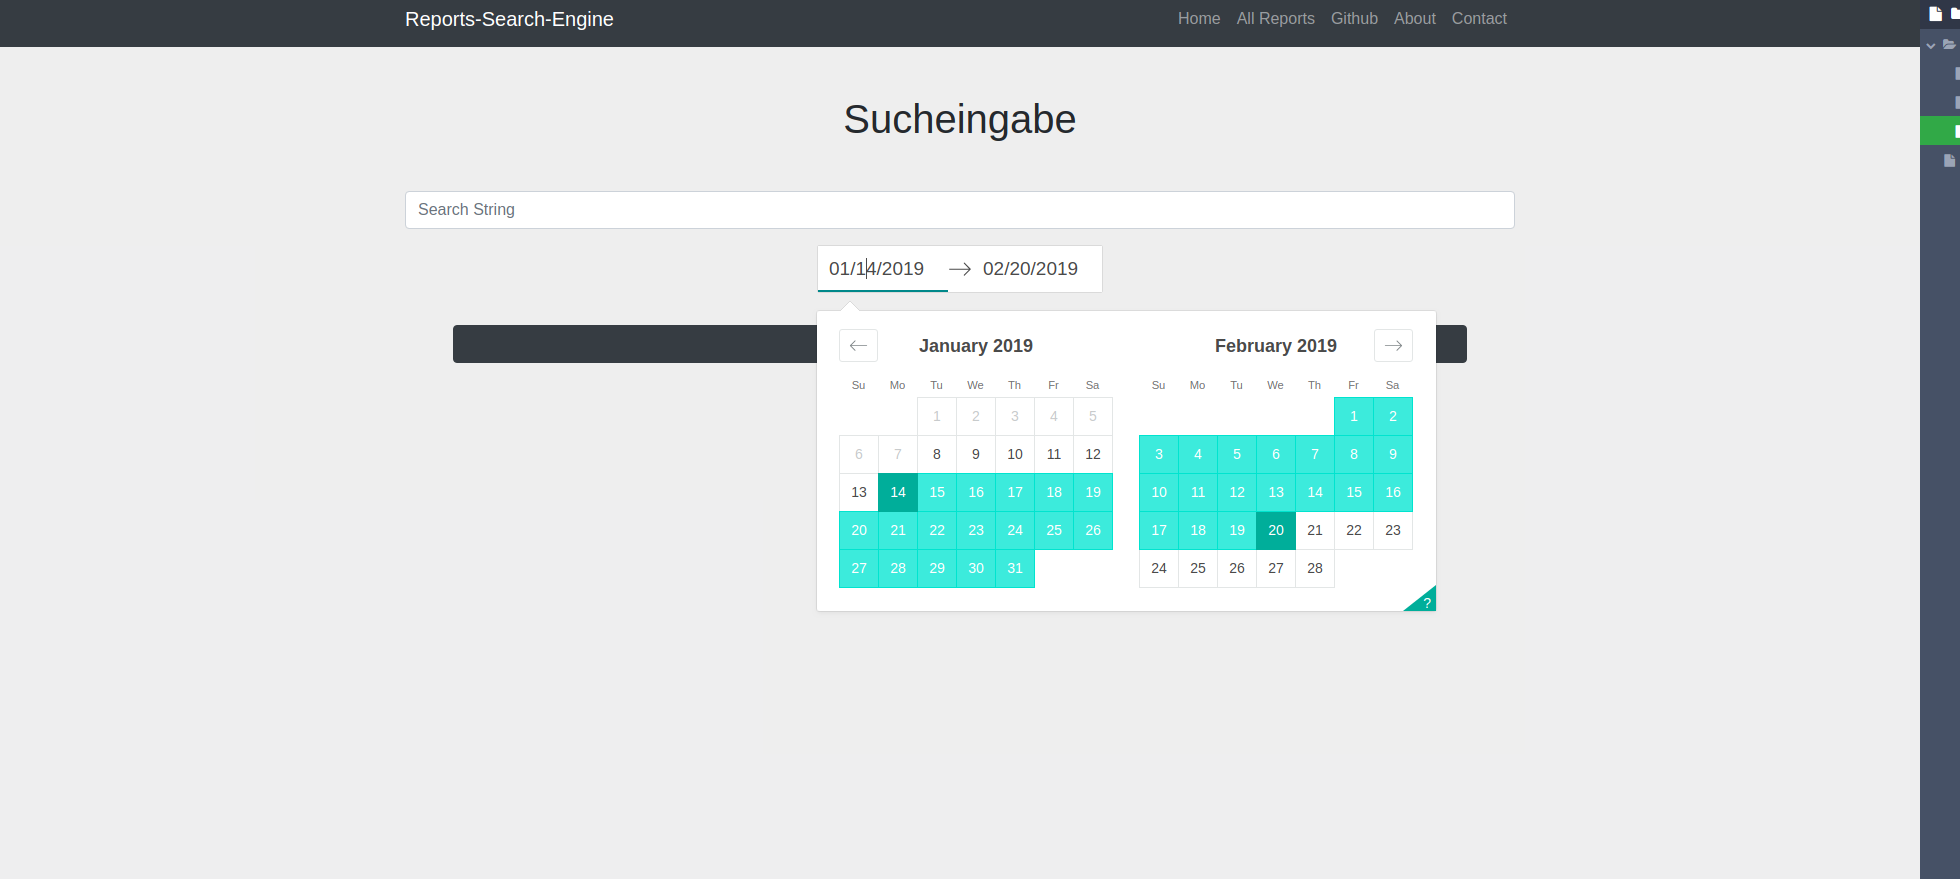 Reports-Search-Engine
Home All Reports Github About Contact
Sucheingabe
Search String
01/14/2019 → 02/20/2019
← January 2019
Su Mo Tu We Th Fr Sa
1 2 3 4 5
6 7 8 9 10 11 12
13 14 15 16 17 18 19
20 21 22 23 24 25 26
27 28 29 30 31
February 2019 →
Su Mo Tu We Th Fr Sa
1 2
3 4 5 6 7 8 9
10 11 12 13 14 15 16
17 18 19 20 21 22 23
24 25 26 27 28
?